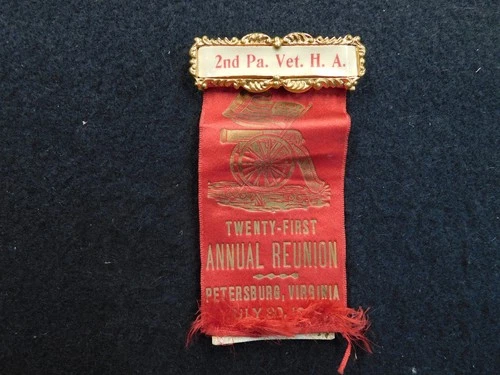 2nd Pa. Vet. H. A.
TWENTY-FIRST
ANNUAL REUNION
PETERSBURG, VIRGINIA